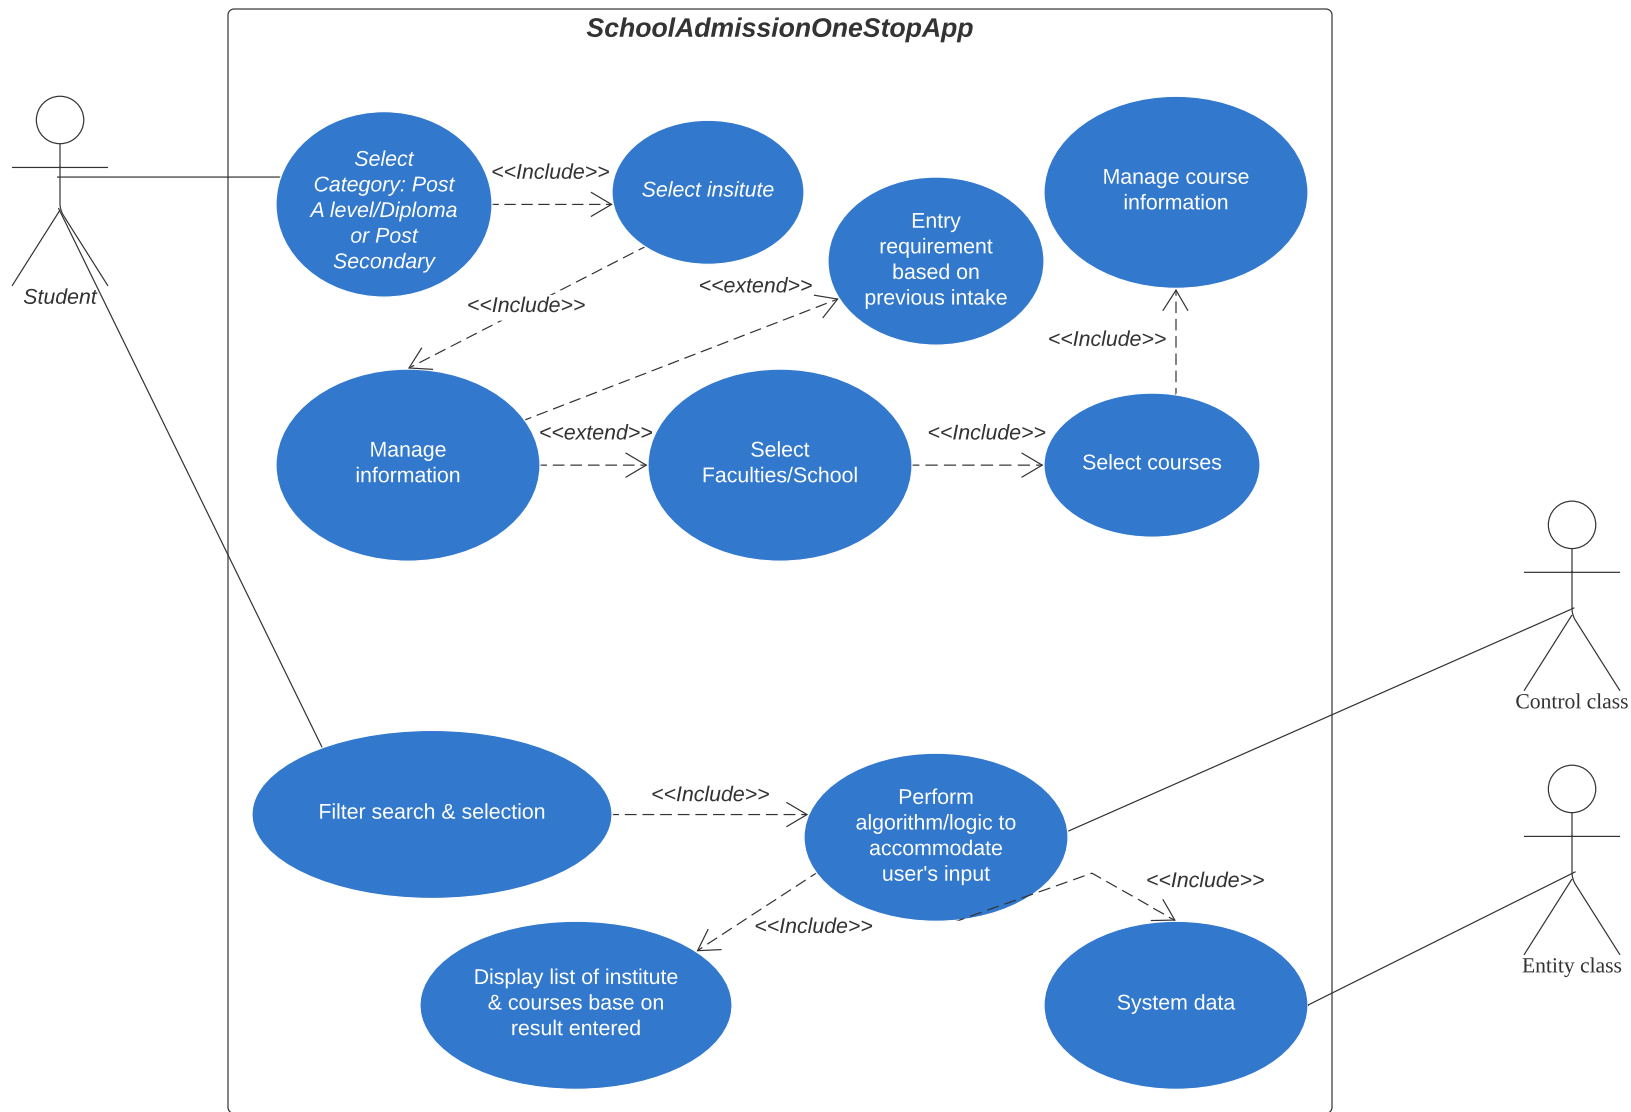 SchoolAdmissionOneStopApp
Student
Select
Category: Post
A level/Diploma
or Post
Secondary
<<Include>>
Select insitute
Entry
requirement
based on
previous intake
Manage course
information
<<Include>>
<<extend>>
<<Include>>
Manage
information
<<extend>>
Select
Faculties/School
<<Include>>
Select courses
Control class
Filter search & selection
<<Include>>
Perform
algorithm/logic to
accommodate
user's input
<<Include>>
<<Include>>
Display list of institute
& courses base on
result entered
System data
Entity class